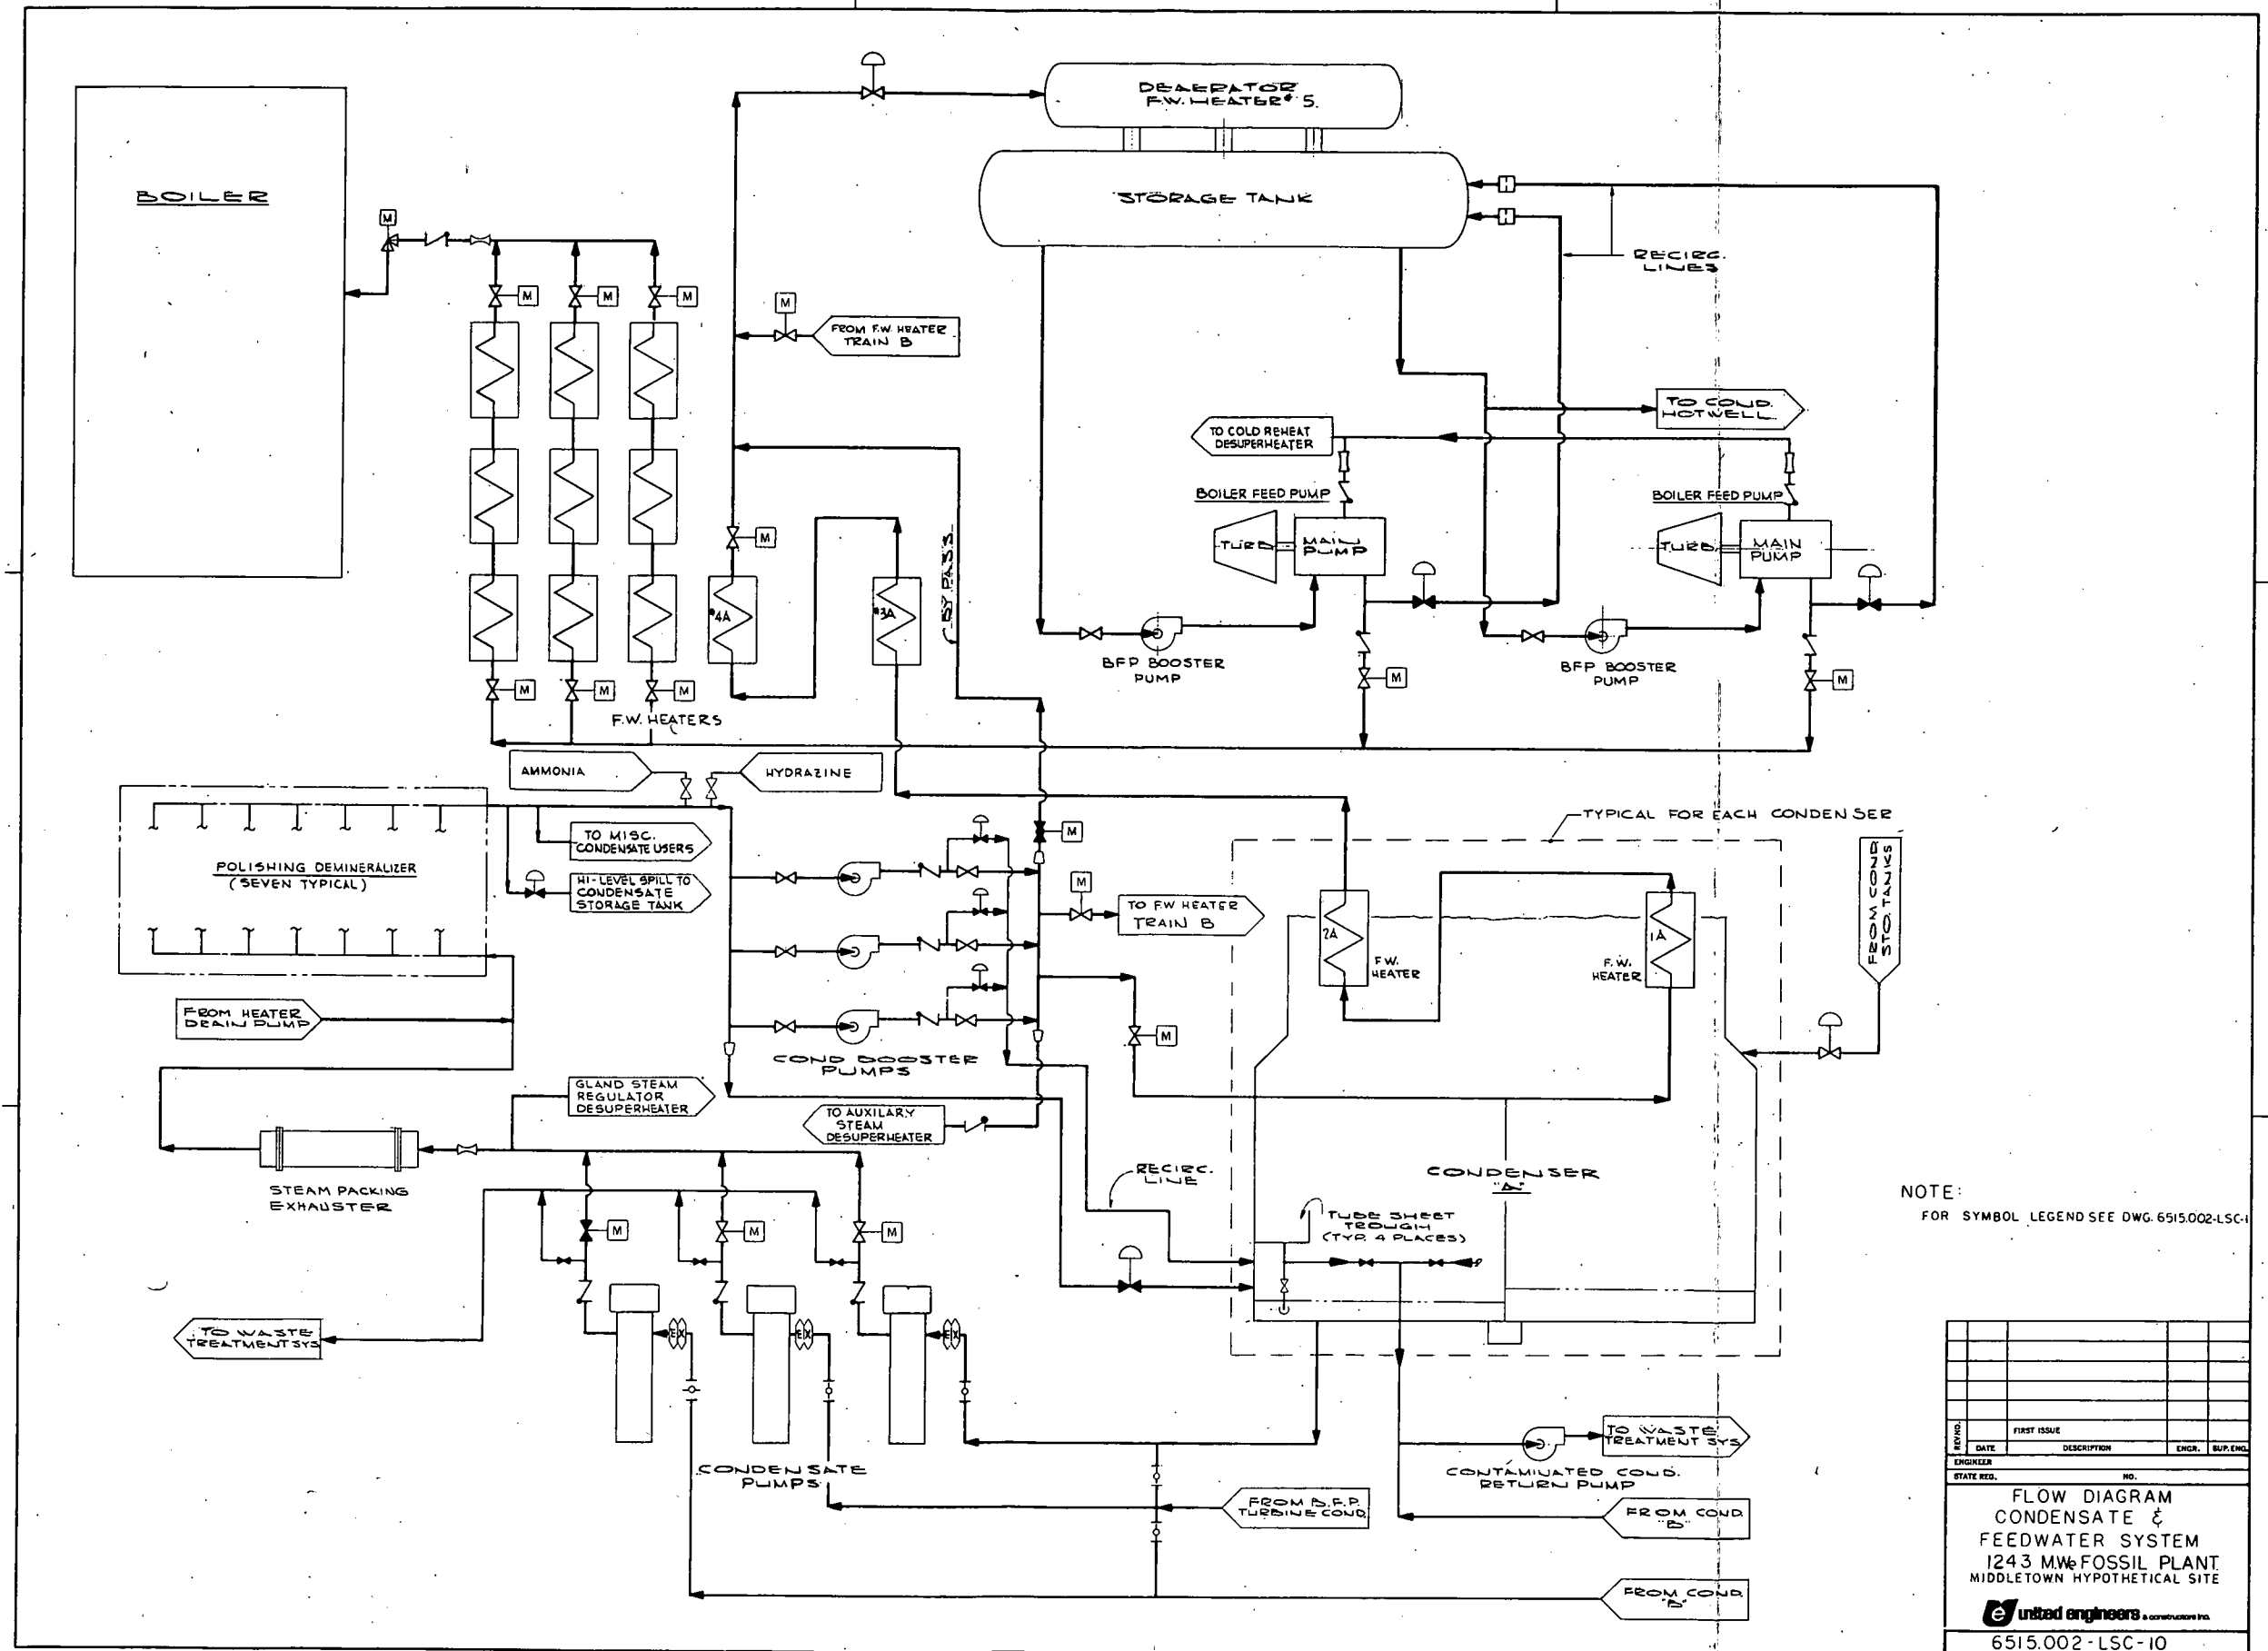 BOILER
DEAERATOR
F.W. HEATER # 5.
STORAGE TANK
RECIRC.
LINES
M
M
M
M
M
FROM F.W. HEATER
TRAIN B
TO COND.
HOTWELL
TO COLD REHEAT
DESUPERHEATER
BOILER FEED PUMP
BOILER FEED PUMP
TURB
MAIN
PUMP
TURB
MAIN
PUMP
M
#4A
#3A
BY PASS
BFP BOOSTER
PUMP
BFP BOOSTER
PUMP
M
M
M
M
M
F.W. HEATERS
AMMONIA
HYDRAZINE
TO MISC.
CONDENSATE USERS
HI-LEVEL SPILL TO
CONDENSATE
STORAGE TANK
POLISHING DEMINERALIZER
(SEVEN TYPICAL)
M
M
TO F.W HEATER
TRAIN B
TYPICAL FOR EACH CONDENSER
FROM COND.
STO. TANKS
2A
F.W.
HEATER
1A
F.W.
HEATER
FROM HEATER
DRAIN PUMP
M
COND BOOSTER
PUMPS
GLAND STEAM
REGULATOR
DESUPERHEATER
TO AUXILARY
STEAM
DESUPERHEATER
STEAM PACKING
EXHAUSTER
RECIRC.
LINE
CONDENSER
"A"
TUBE SHEET
TROUGH
(TYP. 4 PLACES)
M
M
M
TO WASTE
TREATMENT SYS
EX
EX
EX
CONDENSATE
PUMPS
FROM B.F.P.
TURBINE COND.
TO WASTE
TREATMENT SYS
CONTAMINATED COND.
RETURN PUMP
FROM COND.
"B"
FROM COND.
"B"
NOTE:
FOR SYMBOL LEGEND SEE DWG. 6515.002-LSC-1
FIRST ISSUE
REV NO. DATE DESCRIPTION ENGR. SUP. ENG.
ENGINEER
STATE REG. NO.
FLOW DIAGRAM
CONDENSATE &
FEEDWATER SYSTEM
1243 MWe FOSSIL PLANT
MIDDLETOWN HYPOTHETICAL SITE
e united engineers & constructors inc.
6515.002-LSC-10